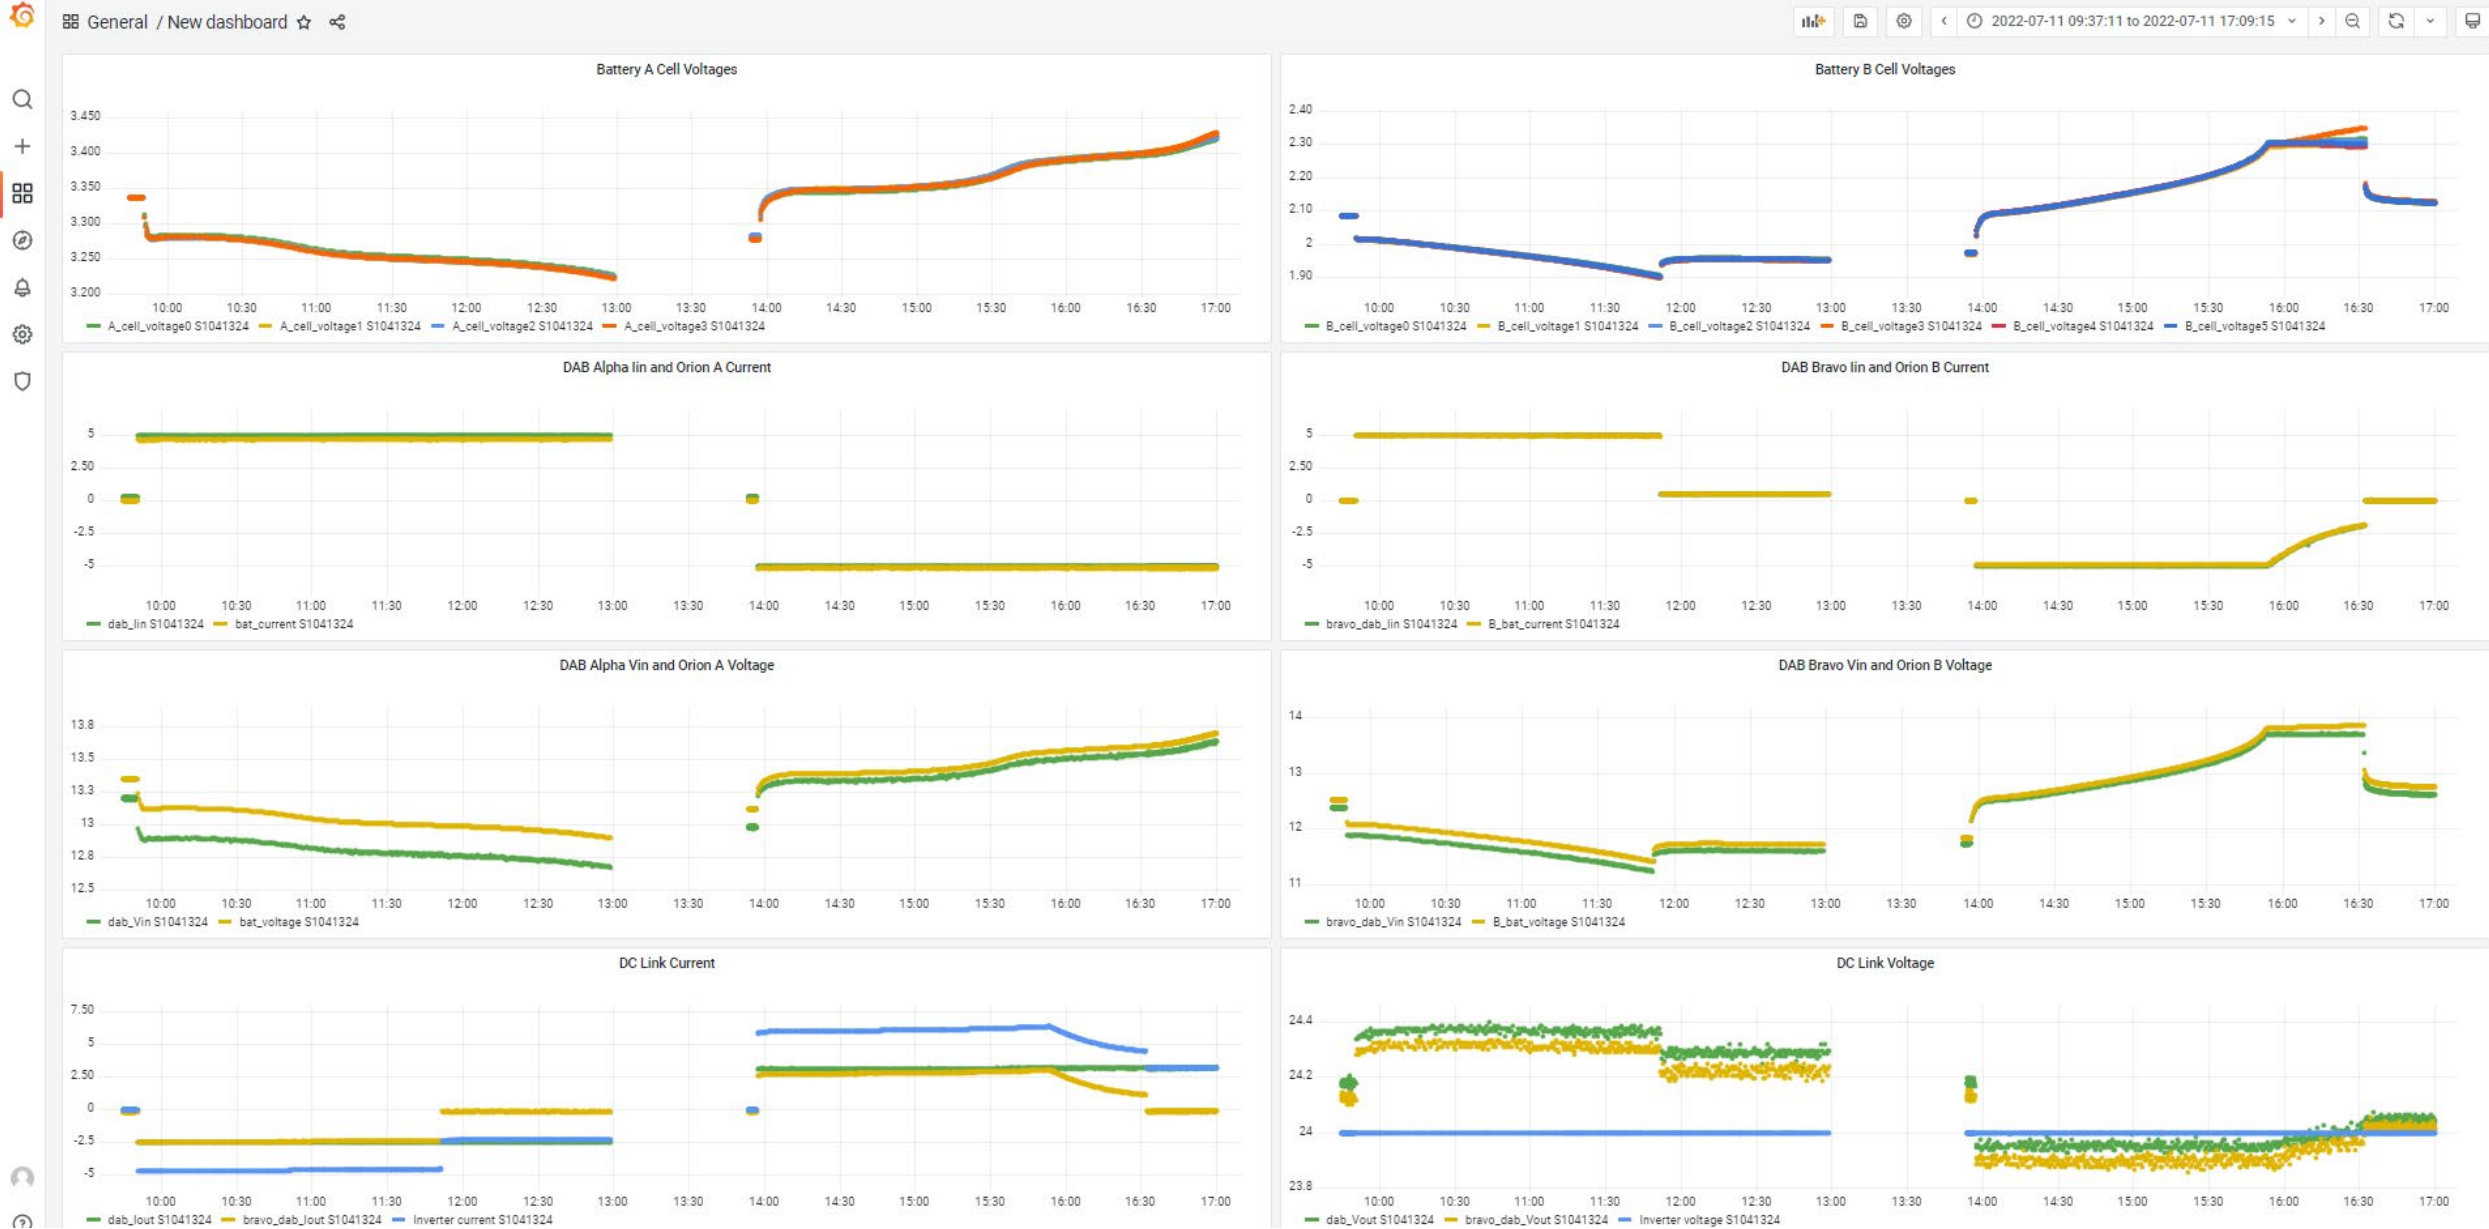 General / New dashboard
2022-07-11 09:37:11 to 2022-07-11 17:09:15
Battery A Cell Voltages
3.450
3.400
3.350
3.300
3.250
3.200
10:00 10:30 11:00 11:30 12:00 12:30 13:00 13:30 14:00 14:30 15:00 15:30 16:00 16:30 17:00
A_cell_voltage0 S1041324 A_cell_voltage1 S1041324 A_cell_voltage2 S1041324 A_cell_voltage3 S1041324
Battery B Cell Voltages
2.40
2.30
2.20
2.10
2
1.90
10:00 10:30 11:00 11:30 12:00 12:30 13:00 13:30 14:00 14:30 15:00 15:30 16:00 16:30 17:00
B_cell_voltage0 S1041324 B_cell_voltage1 S1041324 B_cell_voltage2 S1041324 B_cell_voltage3 S1041324 B_cell_voltage4 S1041324 B_cell_voltage5 S1041324
DAB Alpha Iin and Orion A Current
5
2.50
0
-2.5
-5
10:00 10:30 11:00 11:30 12:00 12:30 13:00 13:30 14:00 14:30 15:00 15:30 16:00 16:30 17:00
dab_Iin S1041324 bat_current S1041324
DAB Bravo Iin and Orion B Current
5
2.50
0
-2.5
-5
10:00 10:30 11:00 11:30 12:00 12:30 13:00 13:30 14:00 14:30 15:00 15:30 16:00 16:30 17:00
bravo_dab_Iin S1041324 B_bat_current S1041324
DAB Alpha Vin and Orion A Voltage
13.8
13.5
13.3
13
12.8
12.5
10:00 10:30 11:00 11:30 12:00 12:30 13:00 13:30 14:00 14:30 15:00 15:30 16:00 16:30 17:00
dab_Vin S1041324 bat_voltage S1041324
DAB Bravo Vin and Orion B Voltage
14
13
12
11
10:00 10:30 11:00 11:30 12:00 12:30 13:00 13:30 14:00 14:30 15:00 15:30 16:00 16:30 17:00
bravo_dab_Vin S1041324 B_bat_voltage S1041324
DC Link Current
7.50
5
2.50
0
-2.5
-5
10:00 10:30 11:00 11:30 12:00 12:30 13:00 13:30 14:00 14:30 15:00 15:30 16:00 16:30 17:00
dab_Iout S1041324 bravo_dab_Iout S1041324 Inverter current S1041324
DC Link Voltage
24.4
24.2
24
23.8
10:00 10:30 11:00 11:30 12:00 12:30 13:00 13:30 14:00 14:30 15:00 15:30 16:00 16:30 17:00
dab_Vout S1041324 bravo_dab_Vout S1041324 Inverter voltage S1041324